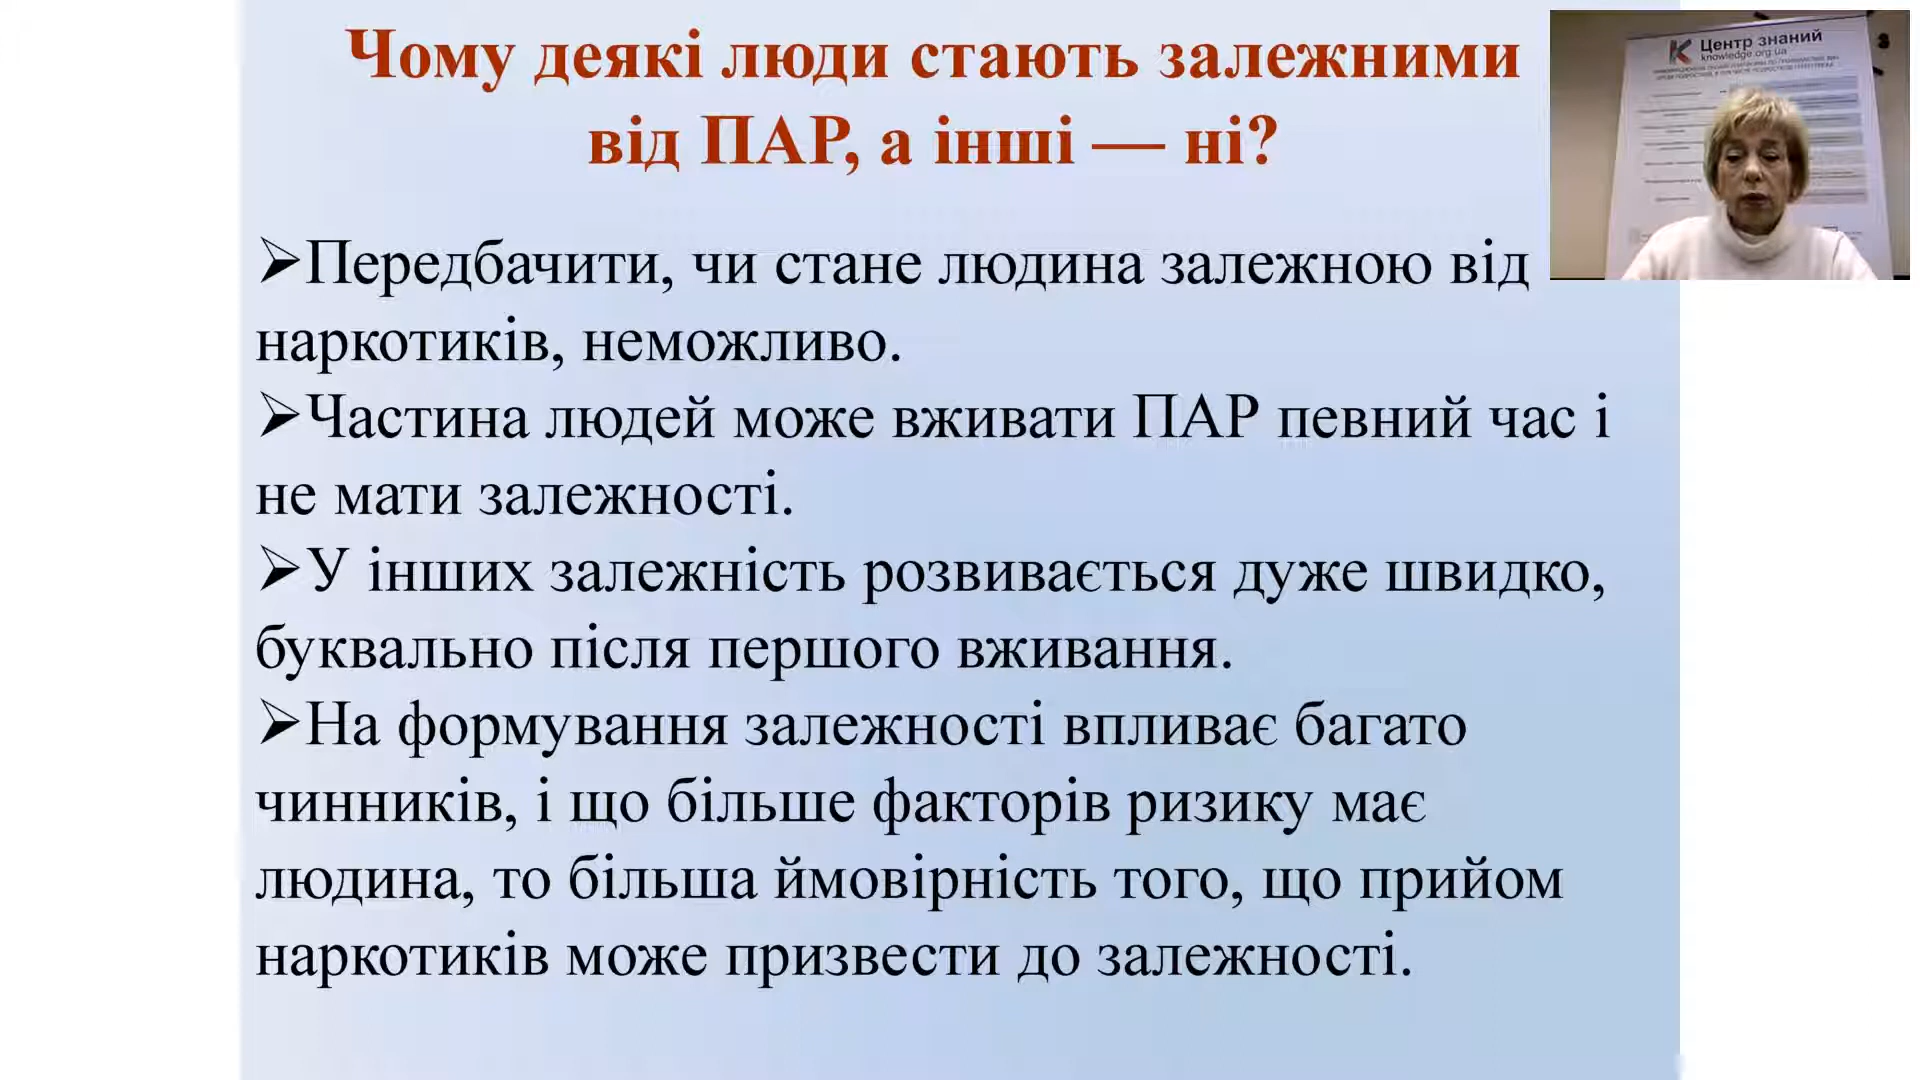 Чому деякі люди стають залежними
від ПАР, а інші — ні?
➢Передбачити, чи стане людина залежною від
наркотиків, неможливо.
➢Частина людей може вживати ПАР певний час і
не мати залежності.
➢У інших залежність розвивається дуже швидко,
буквально після першого вживання.
➢На формування залежності впливає багато
чинників, і що більше факторів ризику має
людина, то більша ймовірність того, що прийом
наркотиків може призвести до залежності.
Центр знаний
knowledge.org.ua